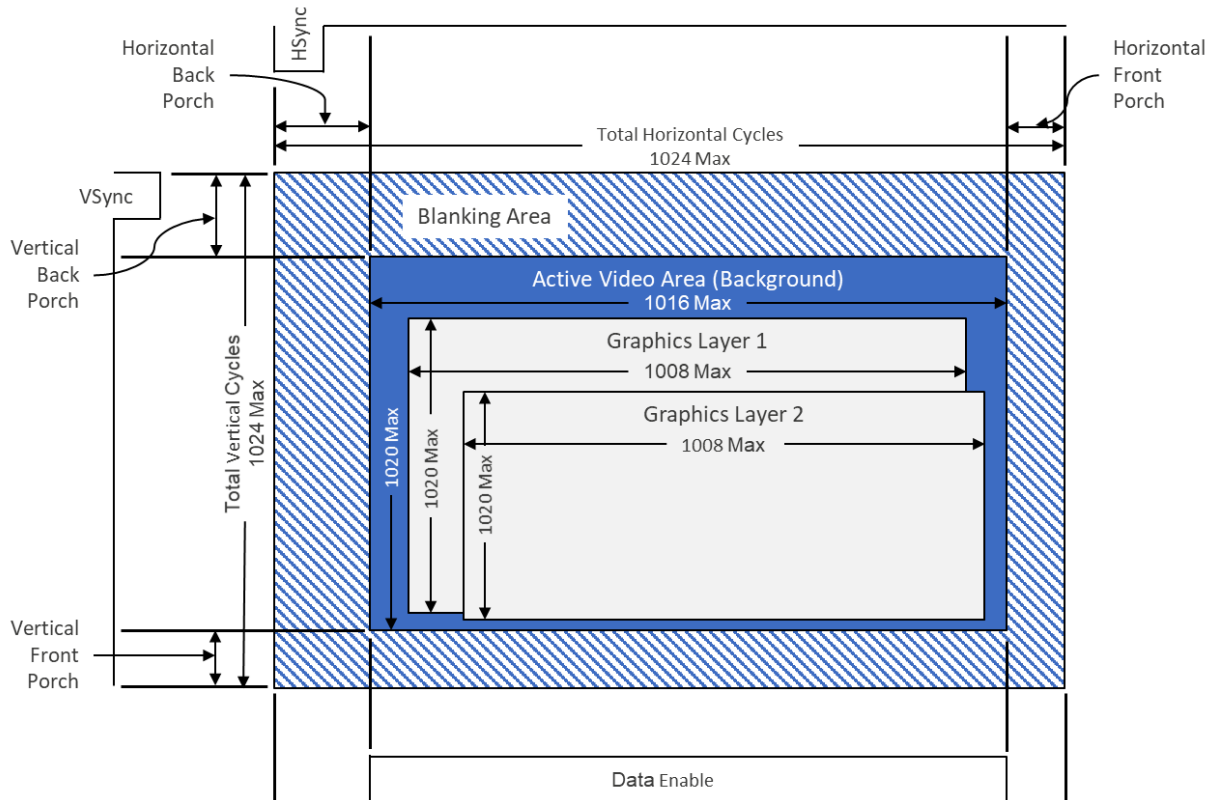 HSync
Horizontal
Back
Porch
Horizontal
Front
Porch
Total Horizontal Cycles
1024 Max
VSync
Blanking Area
Vertical
Back
Porch
Active Video Area (Background)
1016 Max
Graphics Layer 1
1008 Max
Graphics Layer 2
1008 Max
Total Vertical Cycles
1024 Max
1020 Max
1020 Max
1020 Max
Vertical
Front
Porch
Data Enable